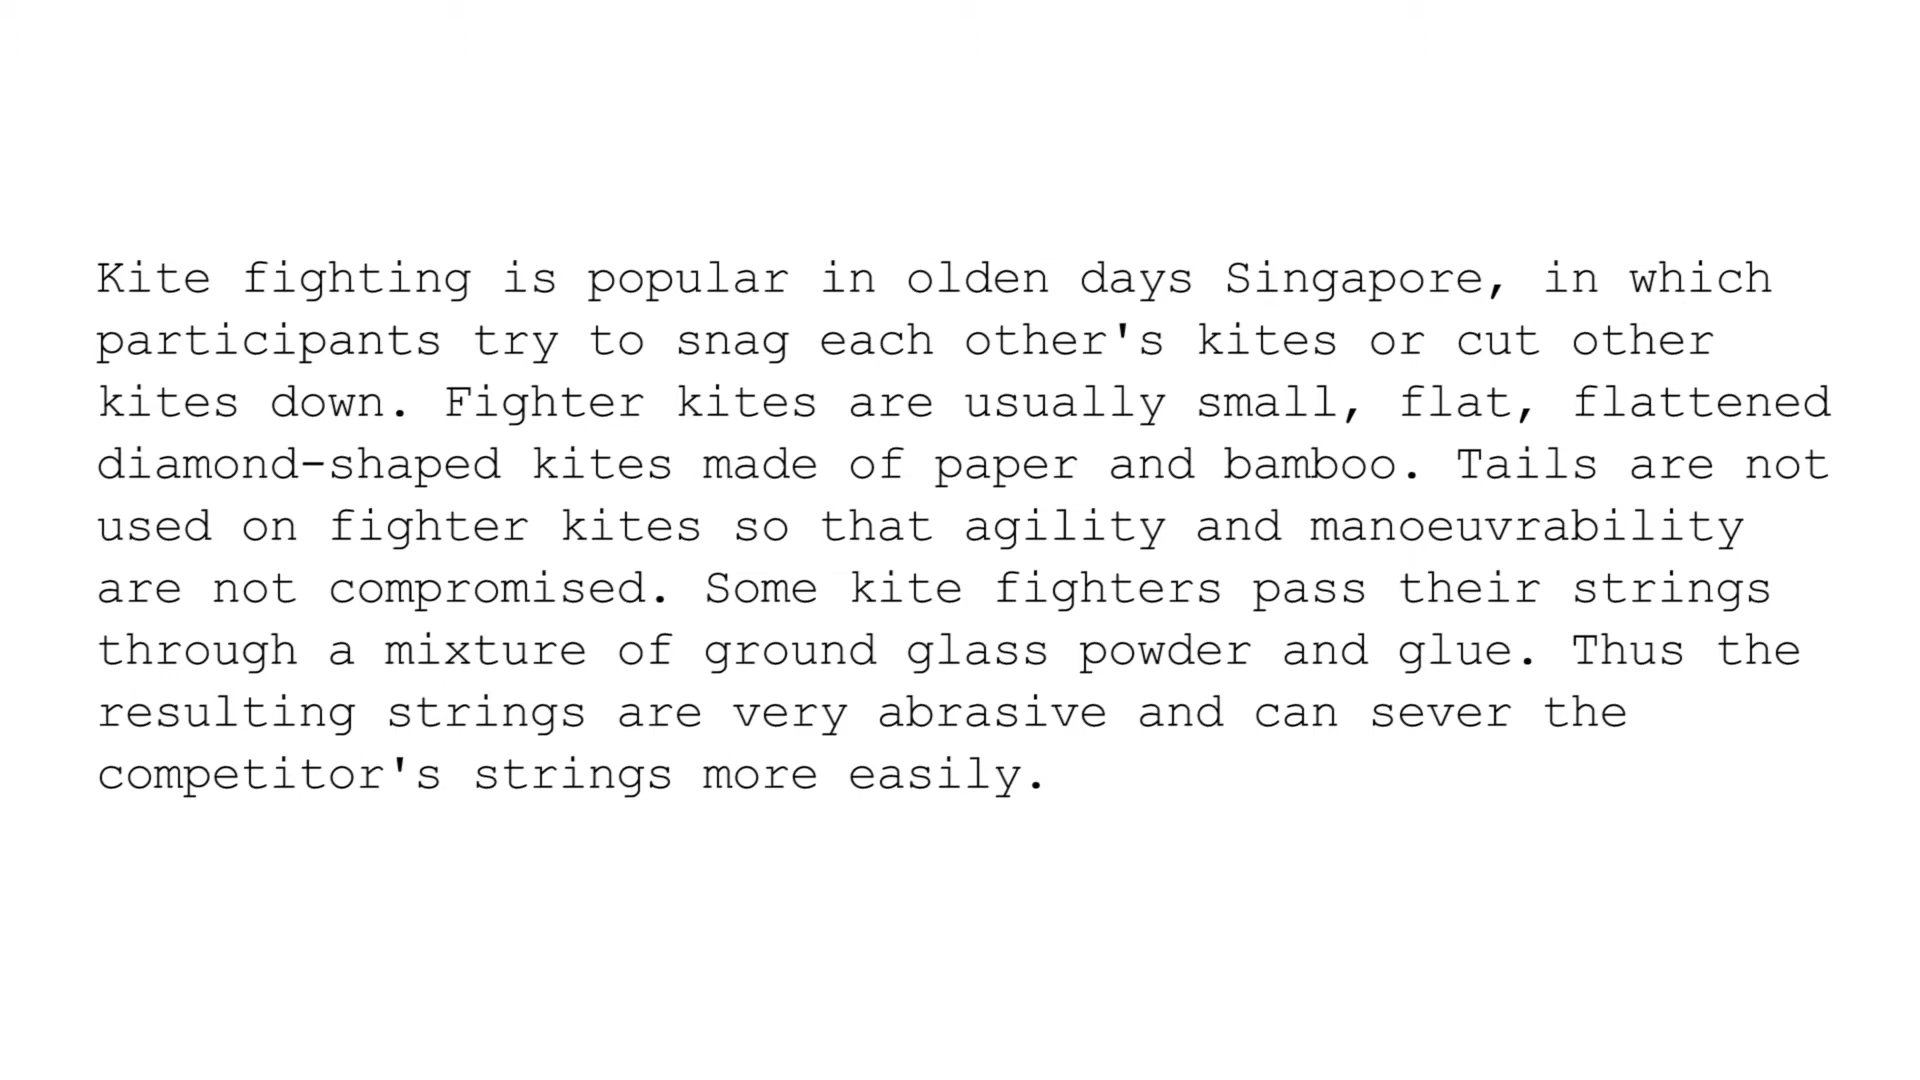 Kite fighting is popular in olden days Singapore, in which
participants try to snag each other's kites or cut other
kites down. Fighter kites are usually small, flat, flattened
diamond-shaped kites made of paper and bamboo. Tails are not
used on fighter kites so that agility and manoeuvrability
are not compromised. Some kite fighters pass their strings
through a mixture of ground glass powder and glue. Thus the
resulting strings are very abrasive and can sever the
competitor's strings more easily.